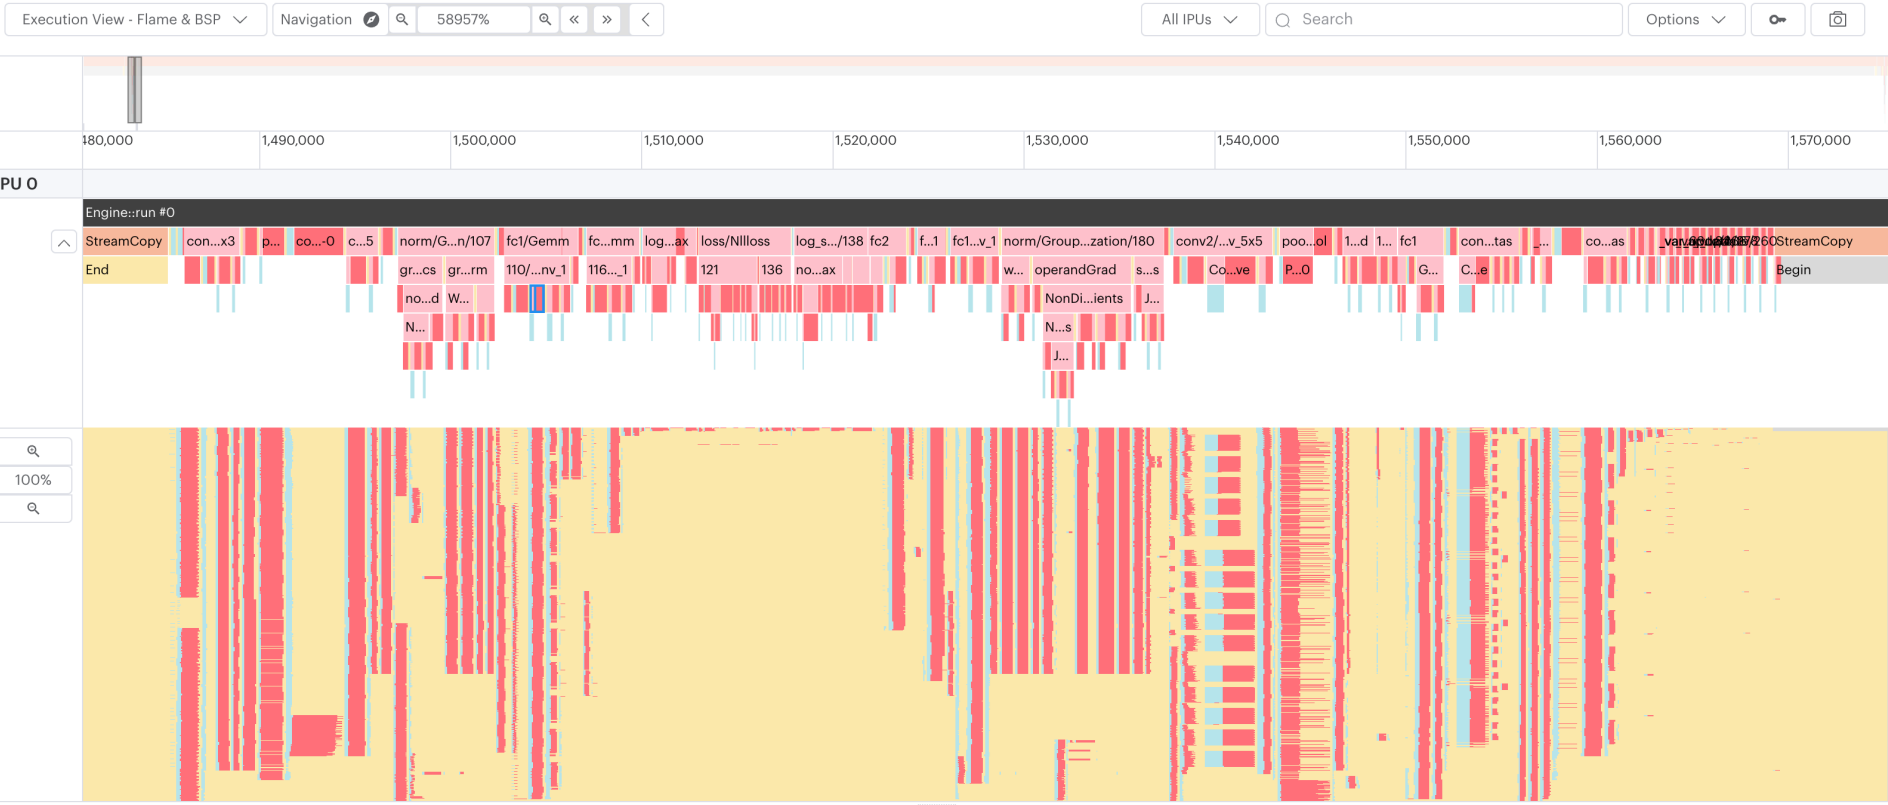 Execution View - Flame & BSP Navigation 58957% All IPUs Search Options
480,000 1,490,000 1,500,000 1,510,000 1,520,000 1,530,000 1,540,000 1,550,000 1,560,000 1,570,000
PU 0
Engine::run #0
StreamCopy con...x3 p... co...-0 c...5 norm/G...n/107 fc1/Gemm fc...mm log...ax loss/Nllloss log_s.../138 fc2 f...1 fc1...v_1 norm/Group...zation/180 conv2/...v_5x5 poo...ol 1...d 1... fc1 con...tas _... co...as StreamCopy
End gr...cs gr...rm 110/...nv_1 116..._1 121 136 no...ax w... operandGrad s...s Co...ve P...0 G... C...e Begin
no...d W... NonDi...ients J...
N... N...s
J...
100%